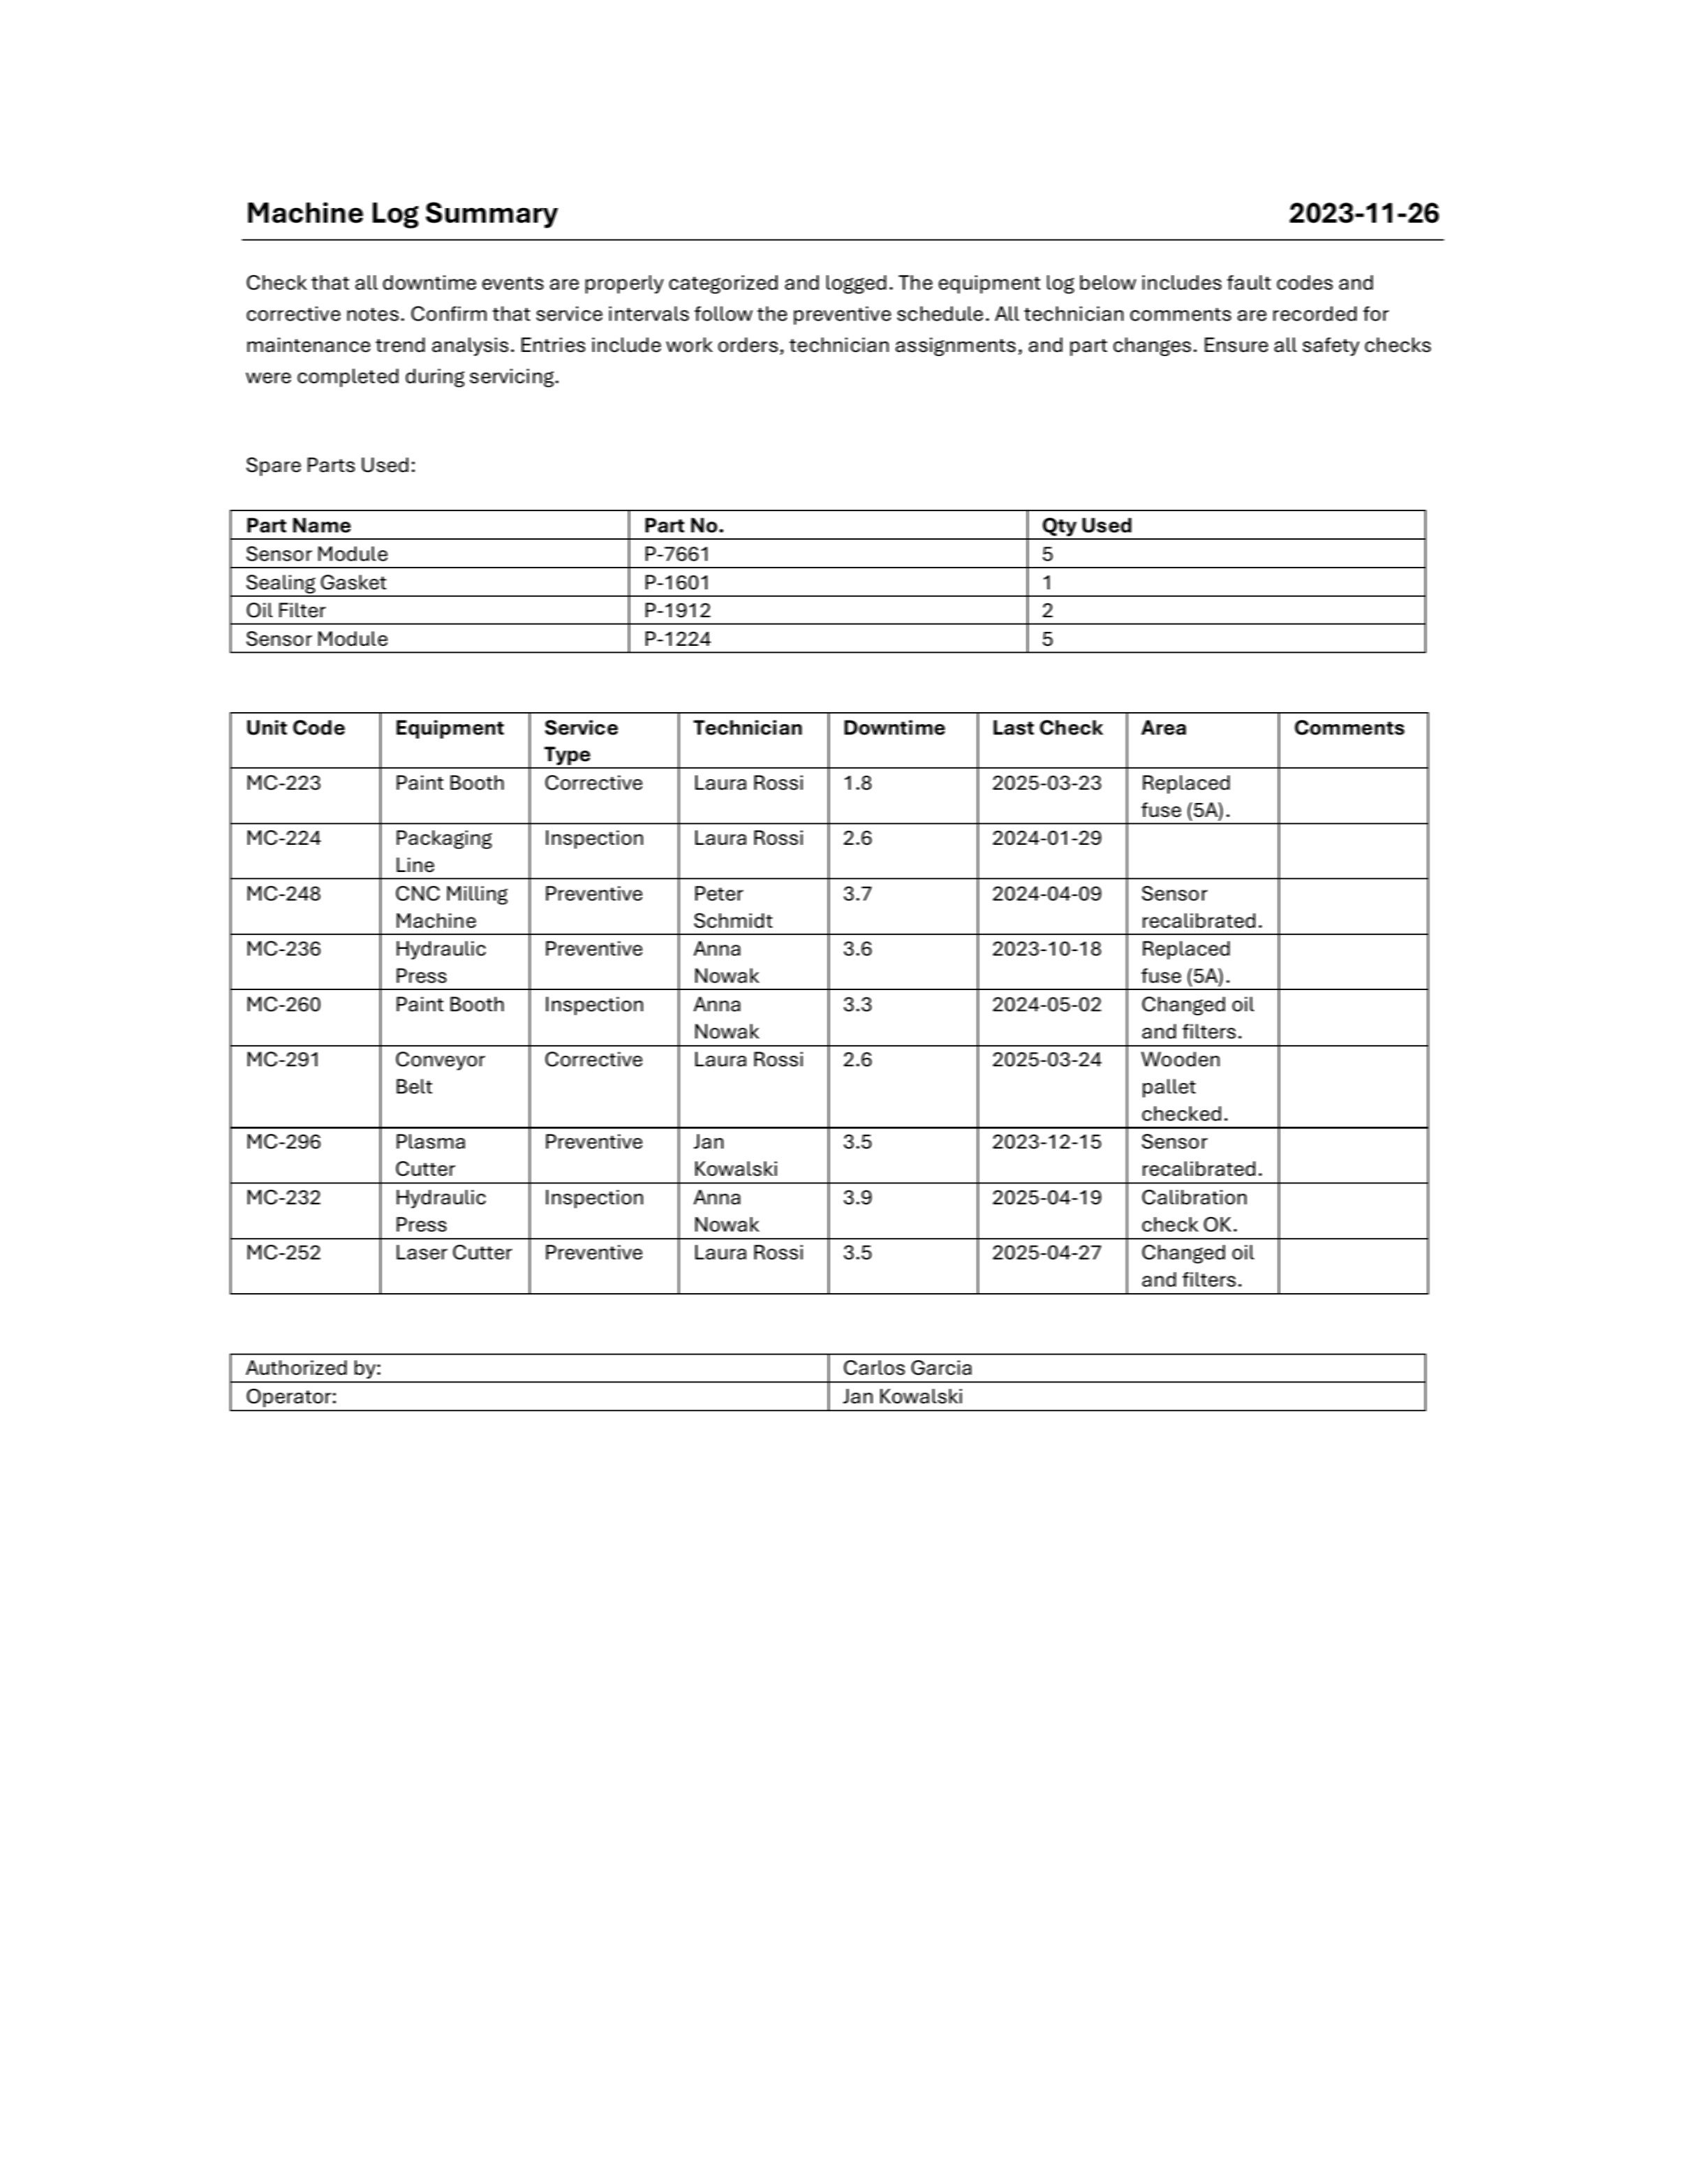 Machine Log Summary 2023-11-26
Check that all downtime events are properly categorized and logged. The equipment log below includes fault codes and
corrective notes. Confirm that service intervals follow the preventive schedule. All technician comments are recorded for
maintenance trend analysis. Entries include work orders, technician assignments, and part changes. Ensure all safety checks
were completed during servicing.
Spare Parts Used:
Part Name Part No. Qty Used
Sensor Module P-7661 5
Sealing Gasket P-1601 1
Oil Filter P-1912 2
Sensor Module P-1224 5
Unit Code Equipment Service Technician Downtime Last Check Area Comments
Type
MC-223 Paint Booth Corrective Laura Rossi 1.8 2025-03-23 Replaced
fuse (5A).
MC-224 Packaging Inspection Laura Rossi 2.6 2024-01-29
Line
MC-248 CNC Milling Preventive Peter 3.7 2024-04-09 Sensor
Machine Schmidt recalibrated.
MC-236 Hydraulic Preventive Anna 3.6 2023-10-18 Replaced
Press Nowak fuse (5A).
MC-260 Paint Booth Inspection Anna 3.3 2024-05-02 Changed oil
Nowak and filters.
MC-291 Conveyor Corrective Laura Rossi 2.6 2025-03-24 Wooden
Belt pallet
checked.
MC-296 Plasma Preventive Jan 3.5 2023-12-15 Sensor
Cutter Kowalski recalibrated.
MC-232 Hydraulic Inspection Anna 3.9 2025-04-19 Calibration
Press Nowak check OK.
MC-252 Laser Cutter Preventive Laura Rossi 3.5 2025-04-27 Changed oil
and filters.
Authorized by: Carlos Garcia
Operator: Jan Kowalski